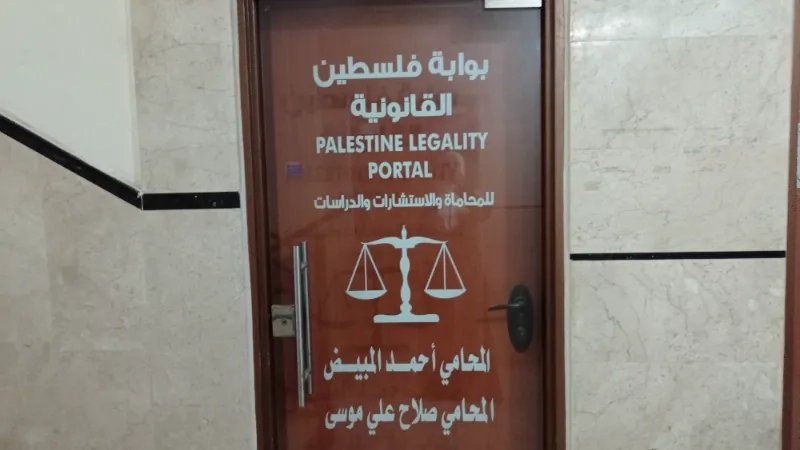 بوابة فلسطين
القانونية
PALESTINE LEGALITY
PORTAL
للمحاماة والاستشارات والدراسات
المحامي أحمد المبيض
المحامي صلاح علي موسى